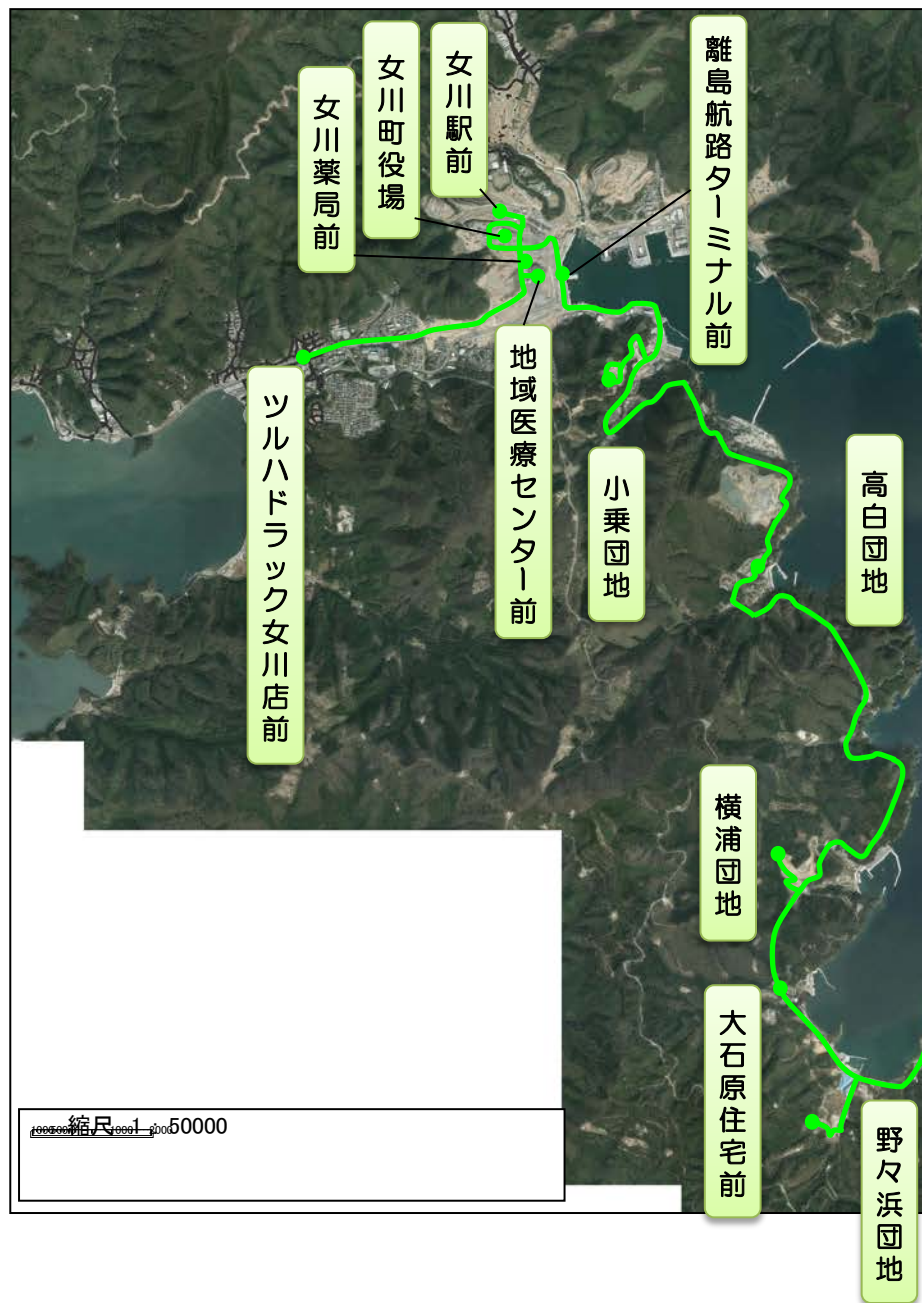 離島航路ターミナル前
女川駅前
女川町役場
女川薬局前
地域医療センター前
ツルハドラック女川店前
小乗団地
高白団地
横浦団地
大石原住宅前
野々浜団地
縮尺 1 50000